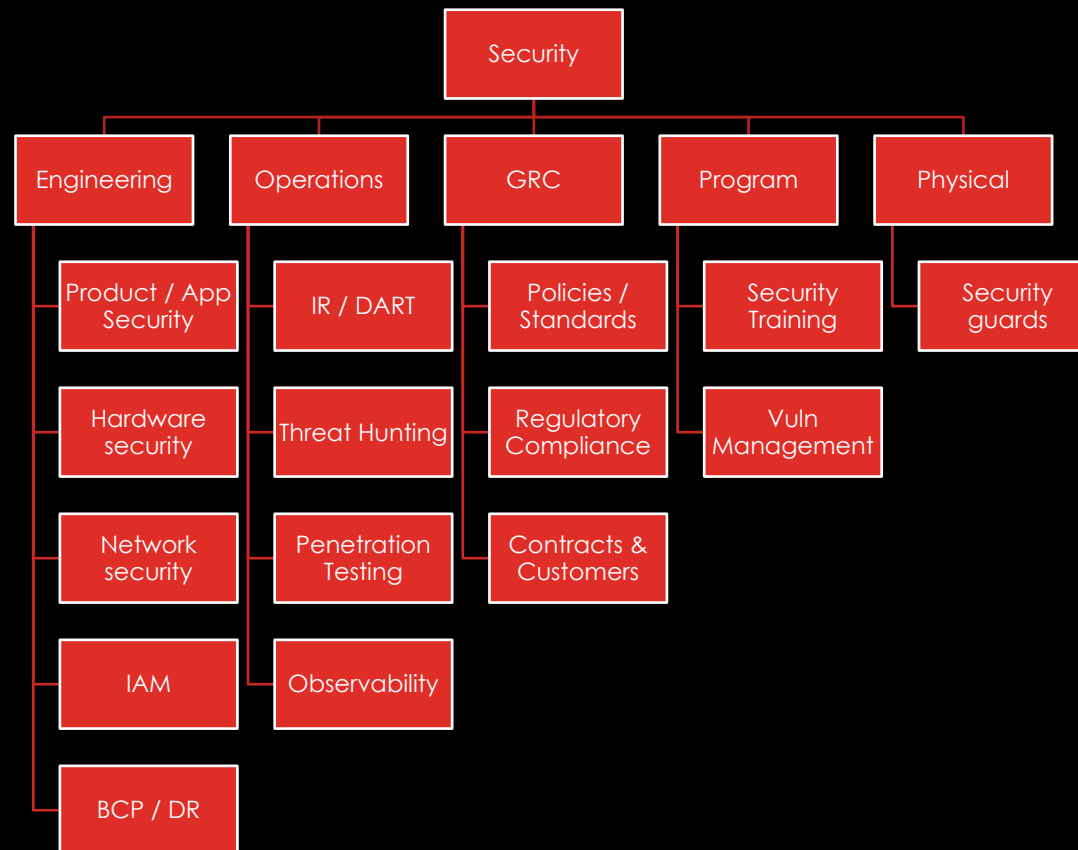 Security
Engineering
Operations
GRC
Program
Physical
Product / App
Security
Hardware
security
Network
security
IAM
BCP / DR
IR / DART
Threat Hunting
Penetration
Testing
Observability
Policies /
Standards
Regulatory
Compliance
Contracts &
Customers
Security
Training
Vuln
Management
Security
guards